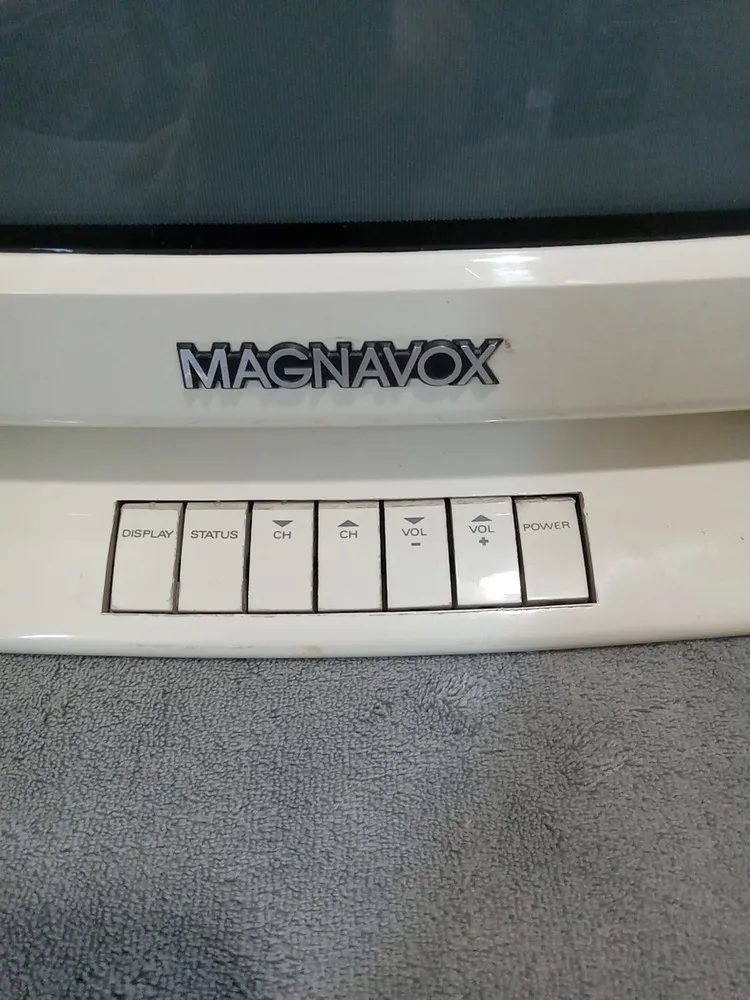 MAGNAVOX
DISPLAY
STATUS
CH
CH
VOL
-
VOL
+
POWER